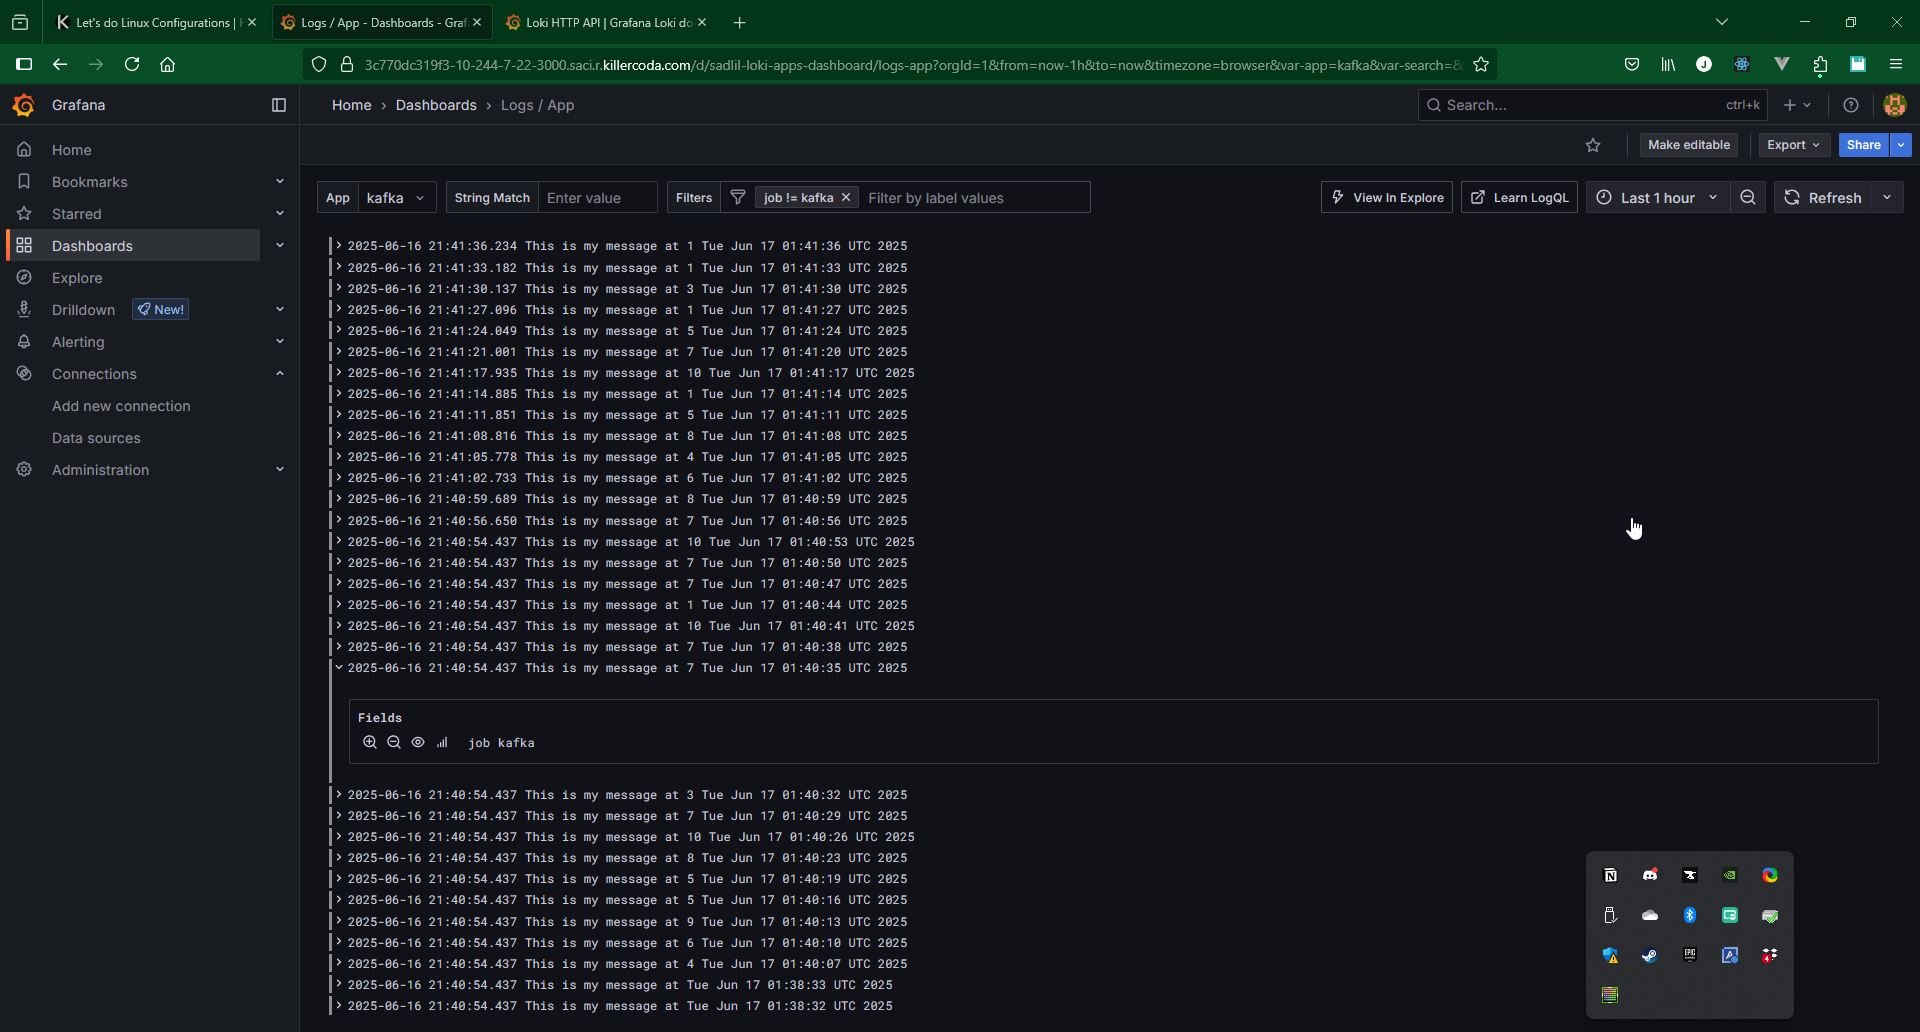 Let's do Linux Configurations |
Logs / App - Dashboards - Graf
Loki HTTP API | Grafana Loki do
3c770dc319f3-10-244-7-22-3000.saci.r.killercoda.com/d/sadlil-loki-apps-dashboard/logs-app?orgId=1&from=now-1h&to=now&timezone=browser&var-app=kafka&var-search=&
Grafana
Home › Dashboards › Logs / App
Search... ctrl+k
Make editable
Export
Share
Home
Bookmarks
Starred
Dashboards
Explore
Drilldown New!
Alerting
Connections
Add new connection
Data sources
Administration
App kafka
String Match Enter value
Filters job != kafka Filter by label values
View In Explore
Learn LogQL
Last 1 hour
Refresh
2025-06-16 21:41:36.234 This is my message at 1 Tue Jun 17 01:41:36 UTC 2025
2025-06-16 21:41:33.182 This is my message at 1 Tue Jun 17 01:41:33 UTC 2025
2025-06-16 21:41:30.137 This is my message at 3 Tue Jun 17 01:41:30 UTC 2025
2025-06-16 21:41:27.096 This is my message at 1 Tue Jun 17 01:41:27 UTC 2025
2025-06-16 21:41:24.049 This is my message at 5 Tue Jun 17 01:41:24 UTC 2025
2025-06-16 21:41:21.001 This is my message at 7 Tue Jun 17 01:41:20 UTC 2025
2025-06-16 21:41:17.935 This is my message at 10 Tue Jun 17 01:41:17 UTC 2025
2025-06-16 21:41:14.885 This is my message at 1 Tue Jun 17 01:41:14 UTC 2025
2025-06-16 21:41:11.851 This is my message at 5 Tue Jun 17 01:41:11 UTC 2025
2025-06-16 21:41:08.816 This is my message at 8 Tue Jun 17 01:41:08 UTC 2025
2025-06-16 21:41:05.778 This is my message at 4 Tue Jun 17 01:41:05 UTC 2025
2025-06-16 21:41:02.733 This is my message at 6 Tue Jun 17 01:41:02 UTC 2025
2025-06-16 21:40:59.689 This is my message at 8 Tue Jun 17 01:40:59 UTC 2025
2025-06-16 21:40:56.650 This is my message at 7 Tue Jun 17 01:40:56 UTC 2025
2025-06-16 21:40:54.437 This is my message at 10 Tue Jun 17 01:40:53 UTC 2025
2025-06-16 21:40:54.437 This is my message at 7 Tue Jun 17 01:40:50 UTC 2025
2025-06-16 21:40:54.437 This is my message at 7 Tue Jun 17 01:40:47 UTC 2025
2025-06-16 21:40:54.437 This is my message at 1 Tue Jun 17 01:40:44 UTC 2025
2025-06-16 21:40:54.437 This is my message at 10 Tue Jun 17 01:40:41 UTC 2025
2025-06-16 21:40:54.437 This is my message at 7 Tue Jun 17 01:40:38 UTC 2025
2025-06-16 21:40:54.437 This is my message at 7 Tue Jun 17 01:40:35 UTC 2025
Fields
job kafka
2025-06-16 21:40:54.437 This is my message at 3 Tue Jun 17 01:40:32 UTC 2025
2025-06-16 21:40:54.437 This is my message at 7 Tue Jun 17 01:40:29 UTC 2025
2025-06-16 21:40:54.437 This is my message at 10 Tue Jun 17 01:40:26 UTC 2025
2025-06-16 21:40:54.437 This is my message at 8 Tue Jun 17 01:40:23 UTC 2025
2025-06-16 21:40:54.437 This is my message at 5 Tue Jun 17 01:40:19 UTC 2025
2025-06-16 21:40:54.437 This is my message at 5 Tue Jun 17 01:40:16 UTC 2025
2025-06-16 21:40:54.437 This is my message at 9 Tue Jun 17 01:40:13 UTC 2025
2025-06-16 21:40:54.437 This is my message at 6 Tue Jun 17 01:40:10 UTC 2025
2025-06-16 21:40:54.437 This is my message at 4 Tue Jun 17 01:40:07 UTC 2025
2025-06-16 21:40:54.437 This is my message at Tue Jun 17 01:38:33 UTC 2025
2025-06-16 21:40:54.437 This is my message at Tue Jun 17 01:38:32 UTC 2025